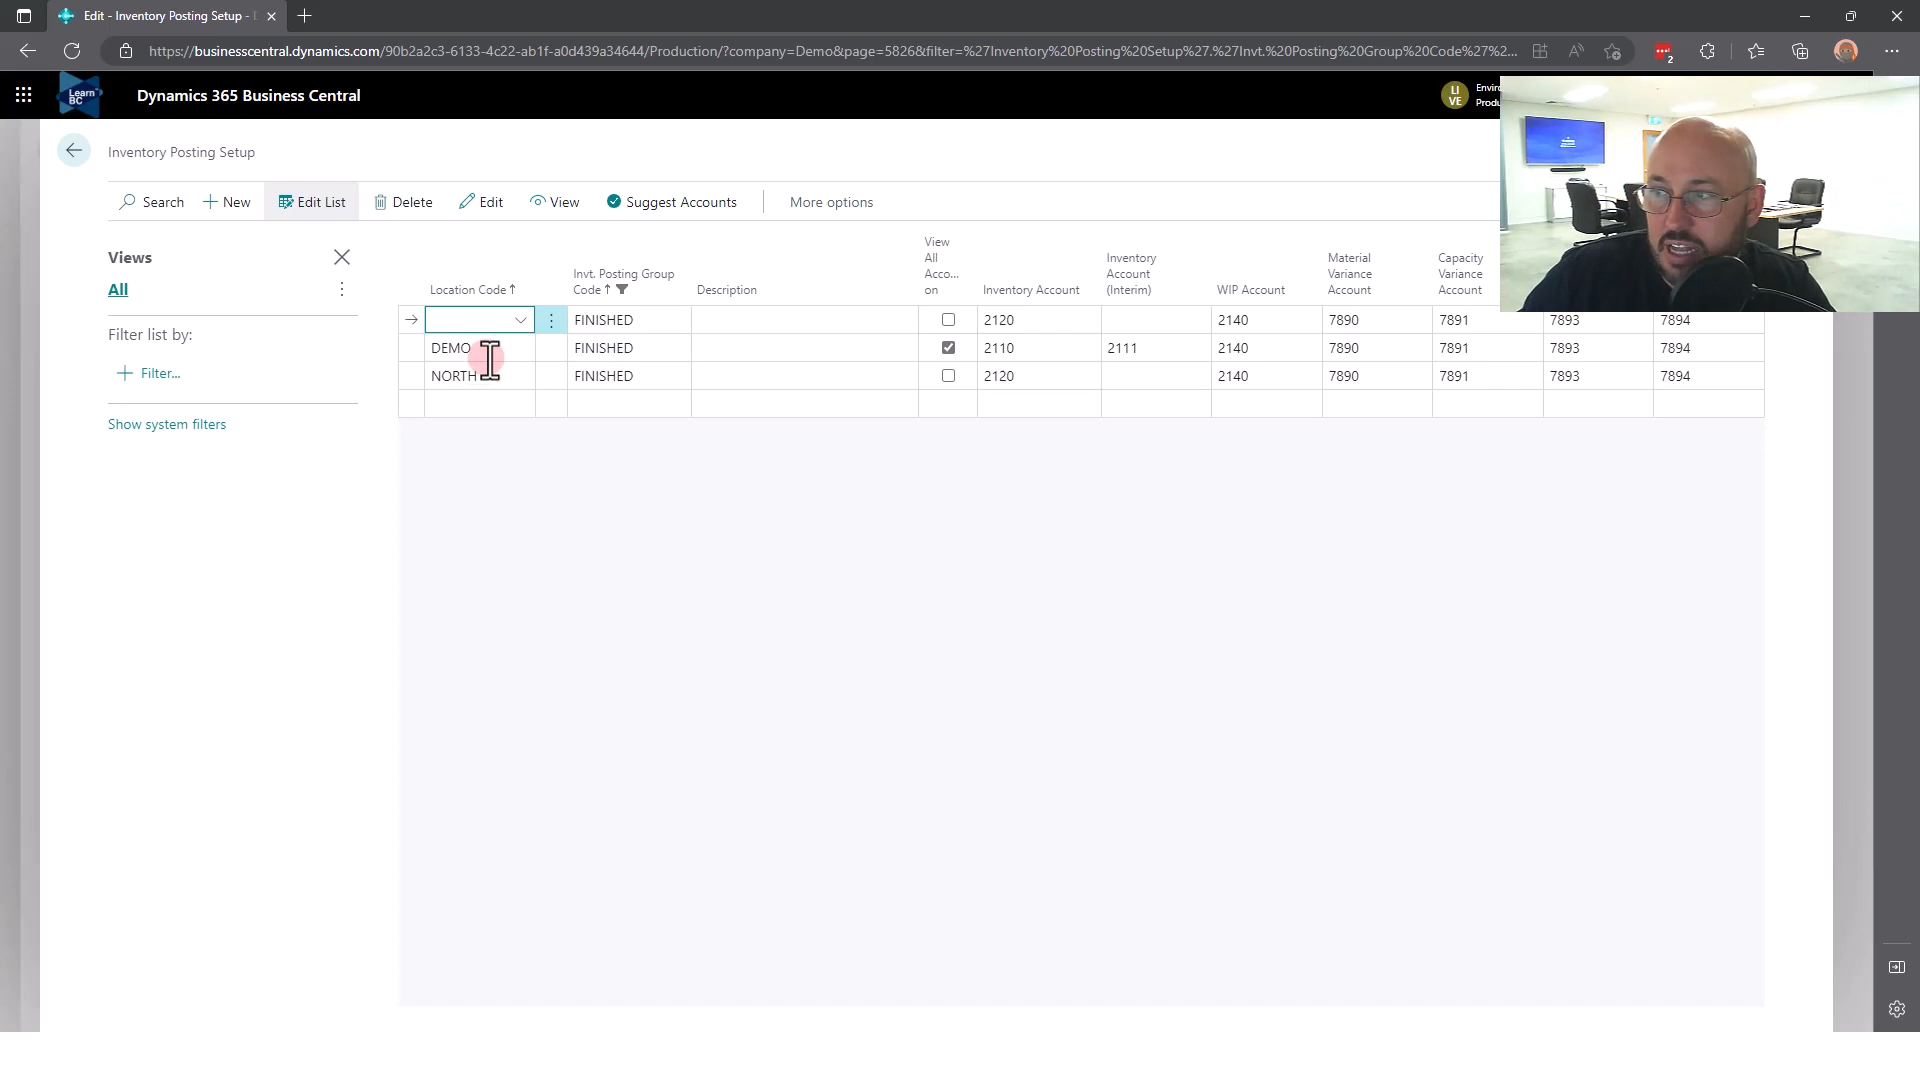 Edit - Inventory Posting Setup -
https://businesscentral.dynamics.com/90b2a2c3-6133-4c22-ab1f-a0d439a34644/Production/?company=Demo&page=5826&filter=%27Inventory%20Posting%20Setup%27.%27Invt.%20Posting%20Group%20Code%27%2...
2
Learn BC
Dynamics 365 Business Central
LI VE
Inventory Posting Setup
Search
New
Edit List
Delete
Edit
View
Suggest Accounts
More options
Views
All
Filter list by:
Filter...
Show system filters
Location Code ↑
Invt. Posting Group Code ↑
Description
View All Acco... on
Inventory Account
Inventory Account (Interim)
WIP Account
Material Variance Account
Capacity Variance Account
FINISHED 2120 2140 7890 7891 7893 7894
DEMO FINISHED 2110 2111 2140 7890 7891 7893 7894
NORTH FINISHED 2120 2140 7890 7891 7893 7894